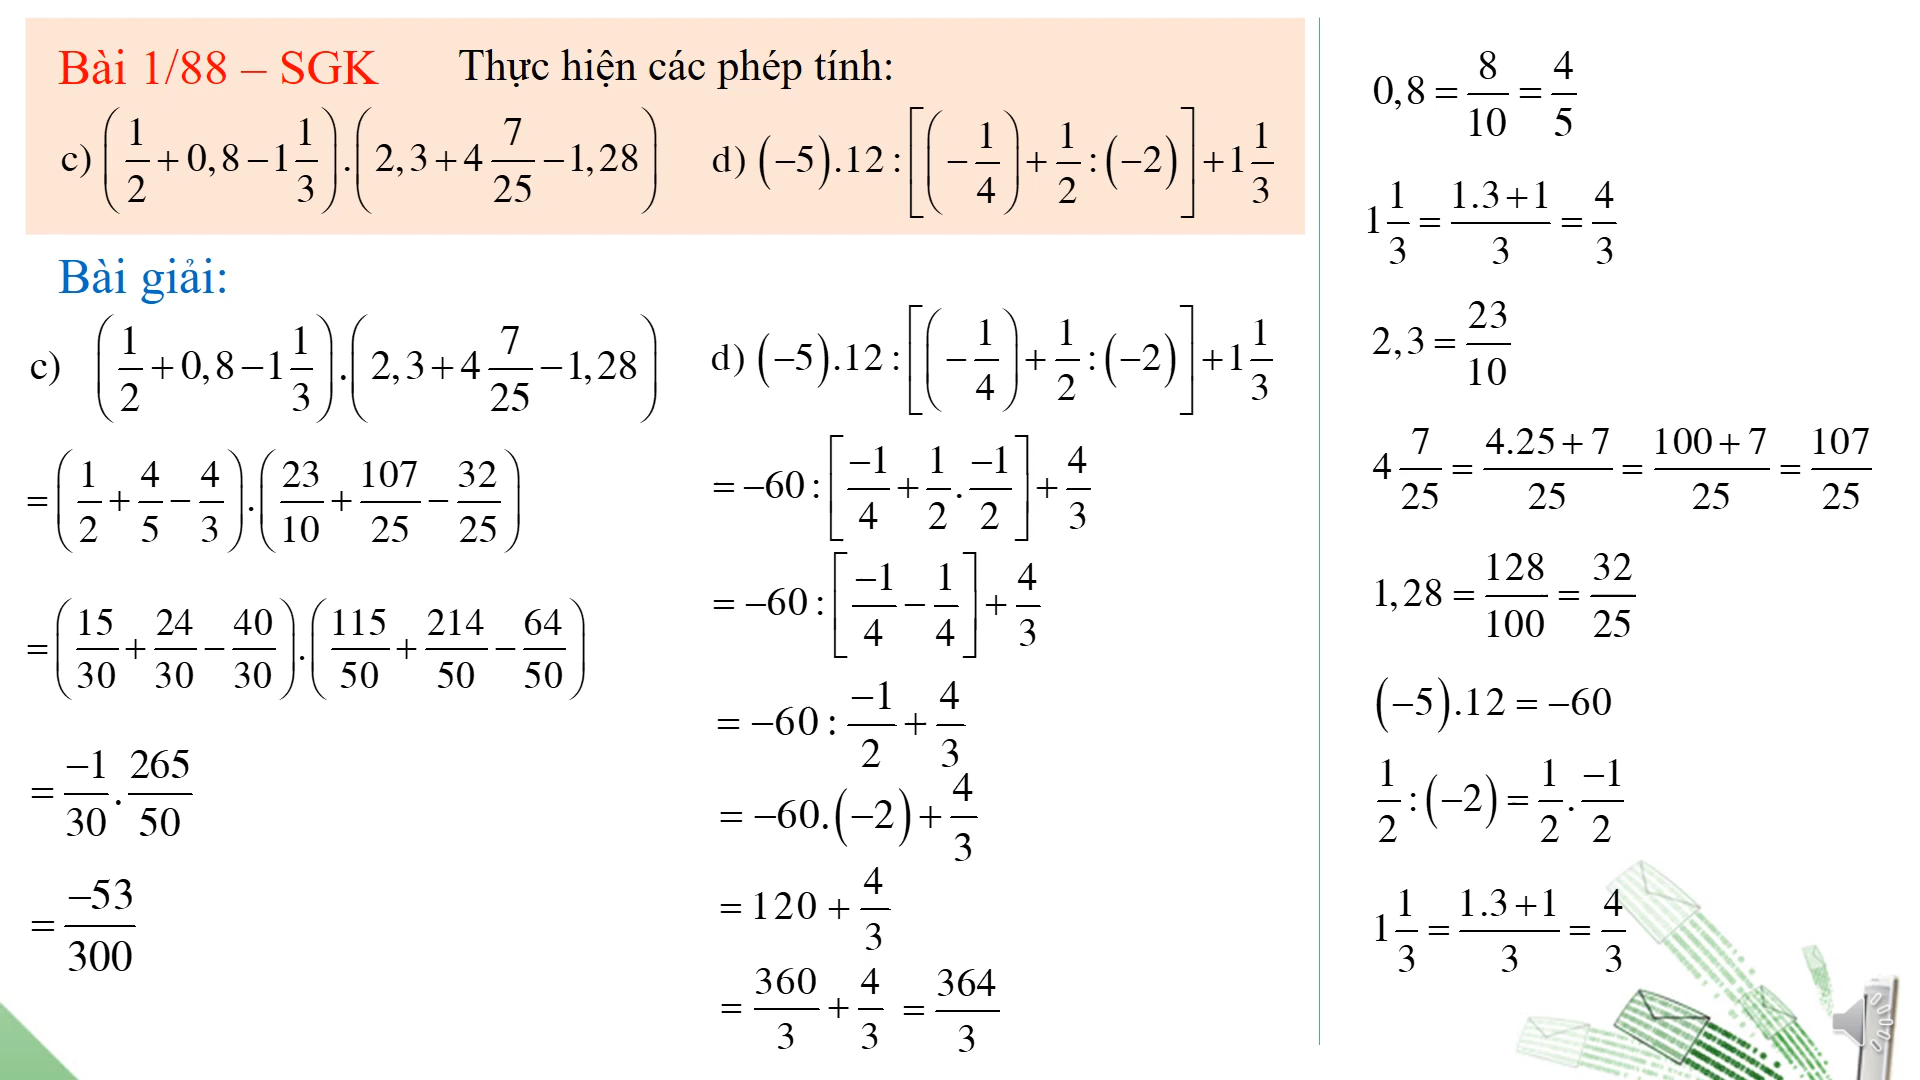 Bài 1/88 – SGK Thực hiện các phép tính:
c) (1/2 + 0,8 − 1 1/3) . (2,3 + 4 7/25 − 1,28) d) (−5).12 : [(−1/4) + 1/2 : (−2)] + 1 1/3
Bài giải:
c) (1/2 + 0,8 − 1 1/3) . (2,3 + 4 7/25 − 1,28)
= (1/2 + 4/5 − 4/3) . (23/10 + 107/25 − 32/25)
= (15/30 + 24/30 − 40/30) . (115/50 + 214/50 − 64/50)
= −1/30 . 265/50
= −53/300
d) (−5).12 : [(−1/4) + 1/2 : (−2)] + 1 1/3
= −60 : [−1/4 + 1/2 . −1/2] + 4/3
= −60 : [−1/4 − 1/4] + 4/3
= −60 : −1/2 + 4/3
= −60.(−2) + 4/3
= 120 + 4/3
= 360/3 + 4/3 = 364/3
0,8 = 8/10 = 4/5
1 1/3 = 1.3+1/3 = 4/3
2,3 = 23/10
4 7/25 = 4.25+7/25 = 100+7/25 = 107/25
1,28 = 128/100 = 32/25
(−5).12 = −60
1/2 : (−2) = 1/2 . −1/2
1 1/3 = 1.3+1/3 = 4/3